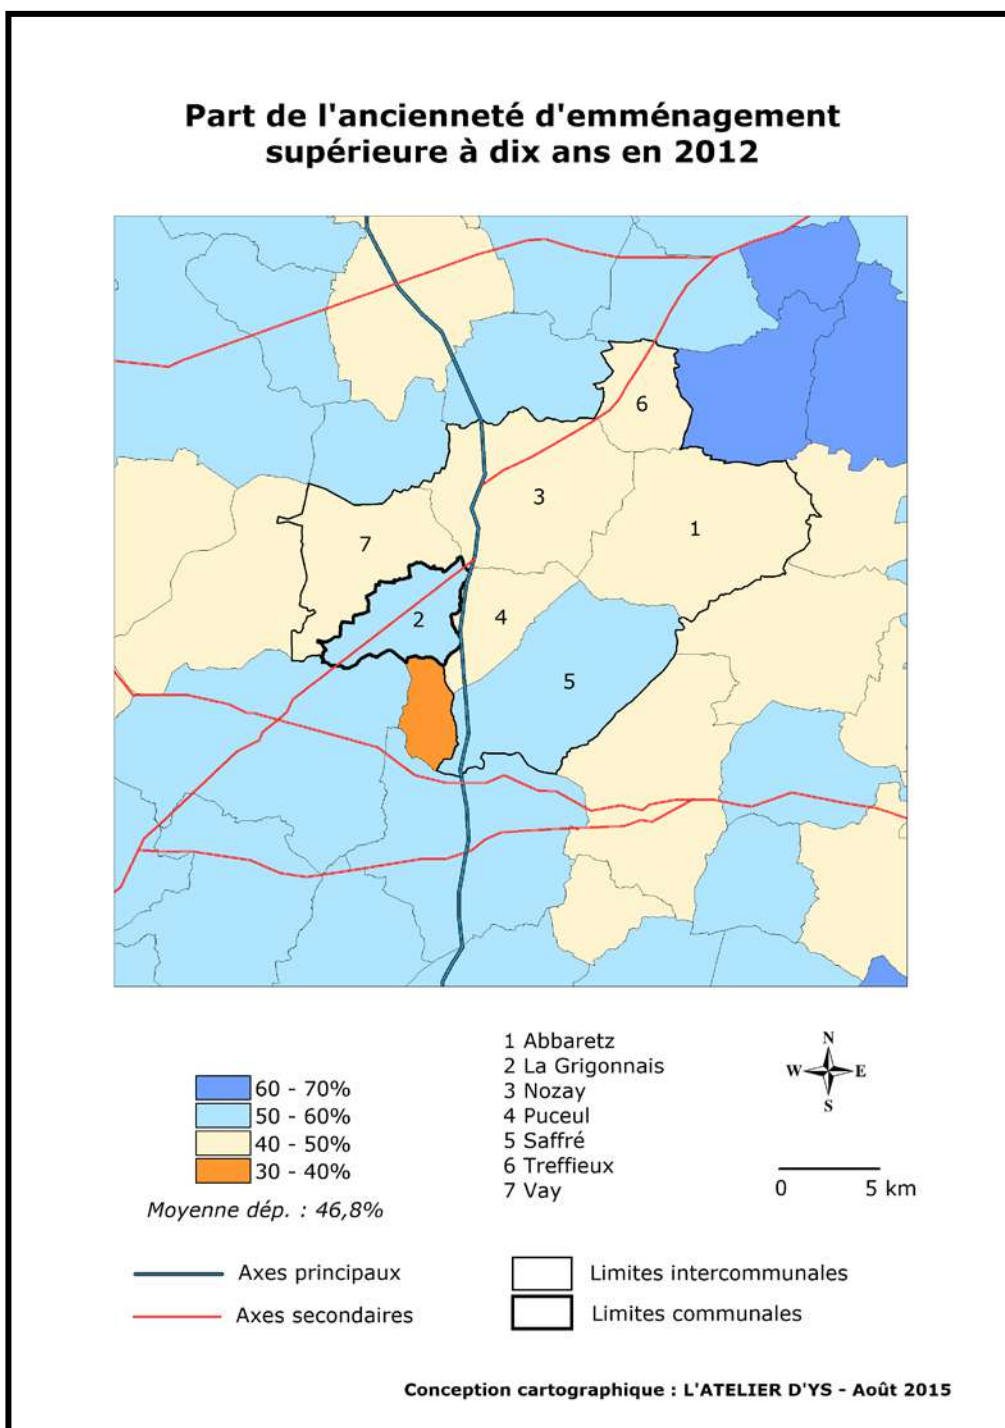 Part de l'ancienneté d'emménagement
supérieure à dix ans en 2012
6
3
1
7
2
4
5
60 - 70%
50 - 60%
40 - 50%
30 - 40%
Moyenne dép. : 46,8%
1 Abbaretz
2 La Grigonnais
3 Nozay
4 Puceul
5 Saffré
6 Treffieux
7 Vay
N
W E
S
0 5 km
Axes principaux
Axes secondaires
Limites intercommunales
Limites communales
Conception cartographique : L'ATELIER D'YS - Août 2015